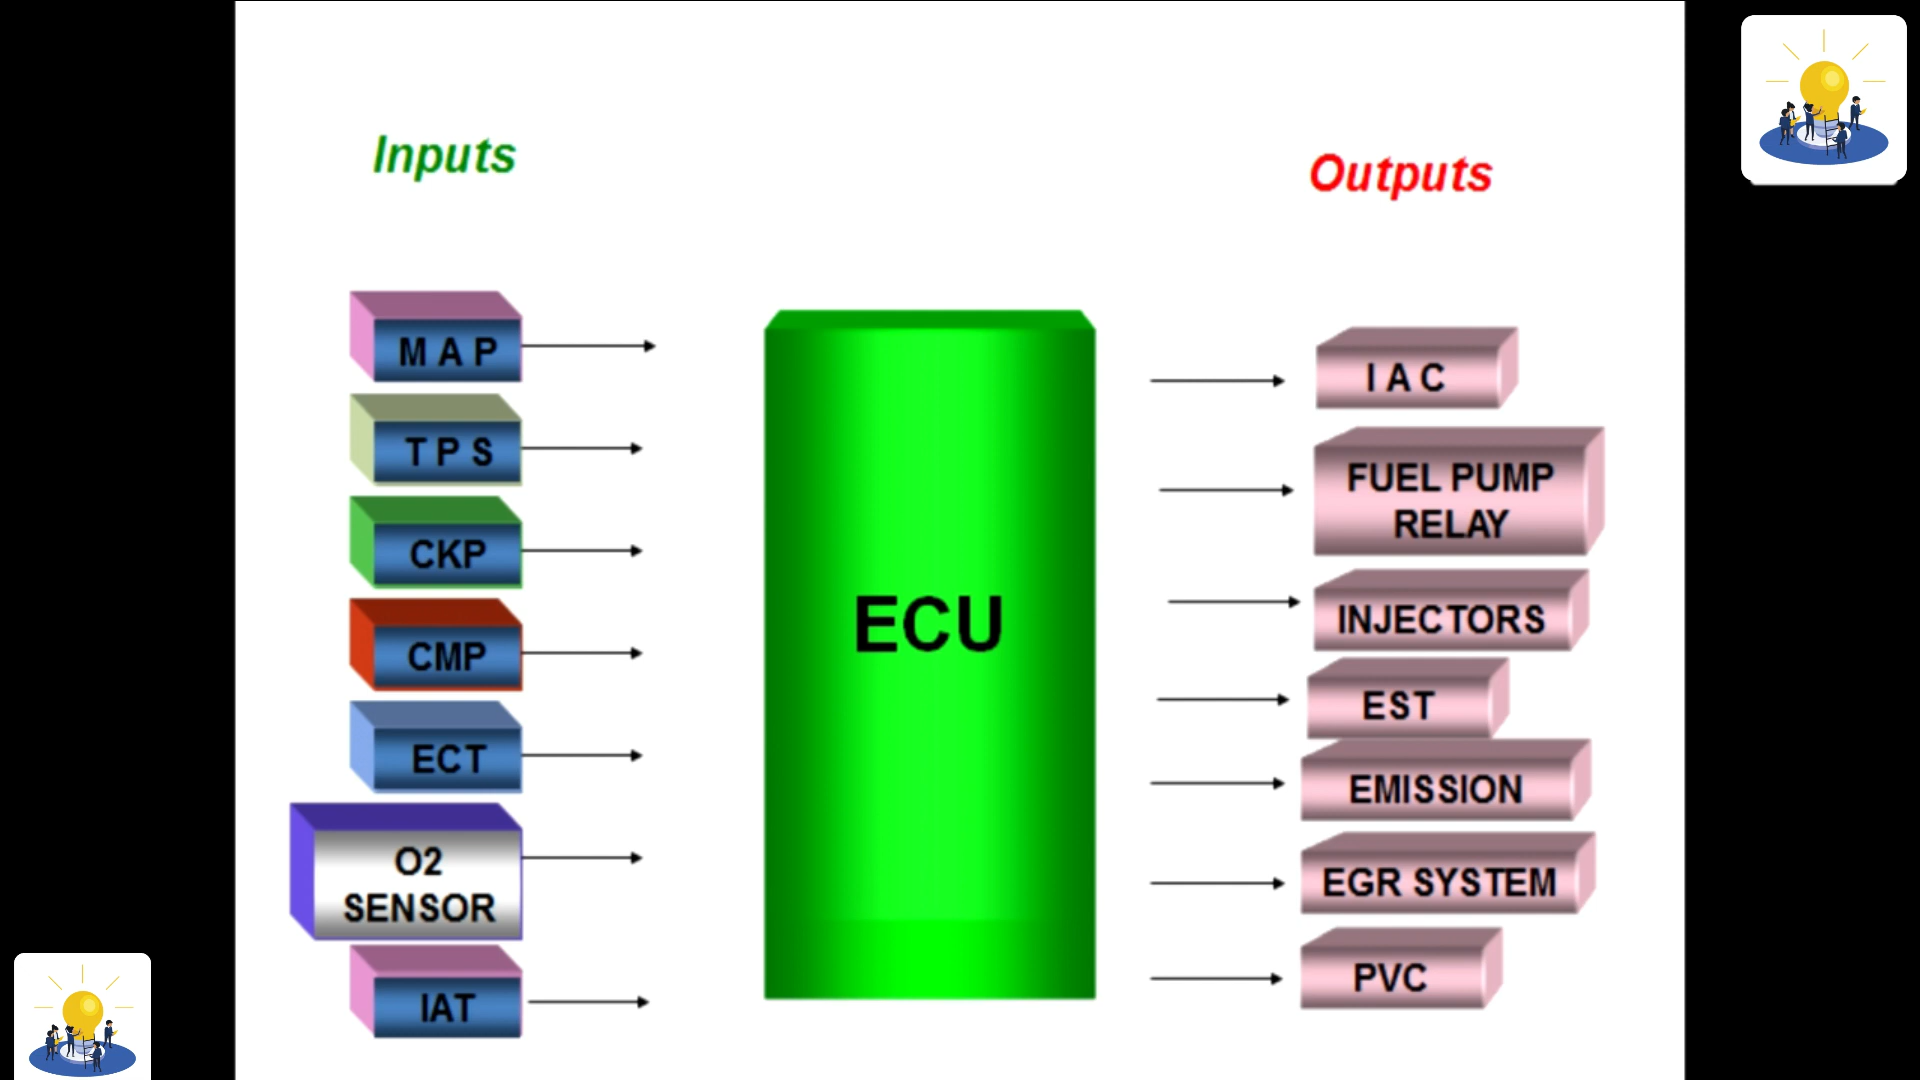 Inputs
Outputs
M A P
T P S
CKP
CMP
ECT
O2
SENSOR
IAT
ECU
I A C
FUEL PUMP
RELAY
INJECTORS
EST
EMISSION
EGR SYSTEM
PVC